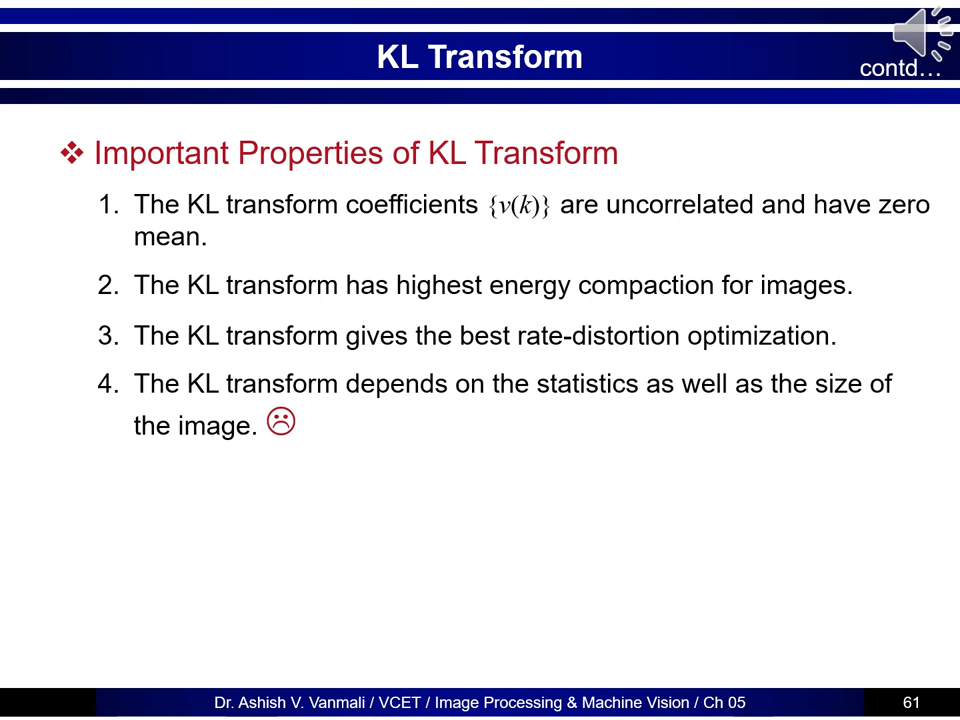 KL Transform
contd…
❖ Important Properties of KL Transform
1. The KL transform coefficients {v(k)} are uncorrelated and have zero
mean.
2. The KL transform has highest energy compaction for images.
3. The KL transform gives the best rate-distortion optimization.
4. The KL transform depends on the statistics as well as the size of
the image. ☹
Dr. Ashish V. Vanmali / VCET / Image Processing & Machine Vision / Ch 05
61